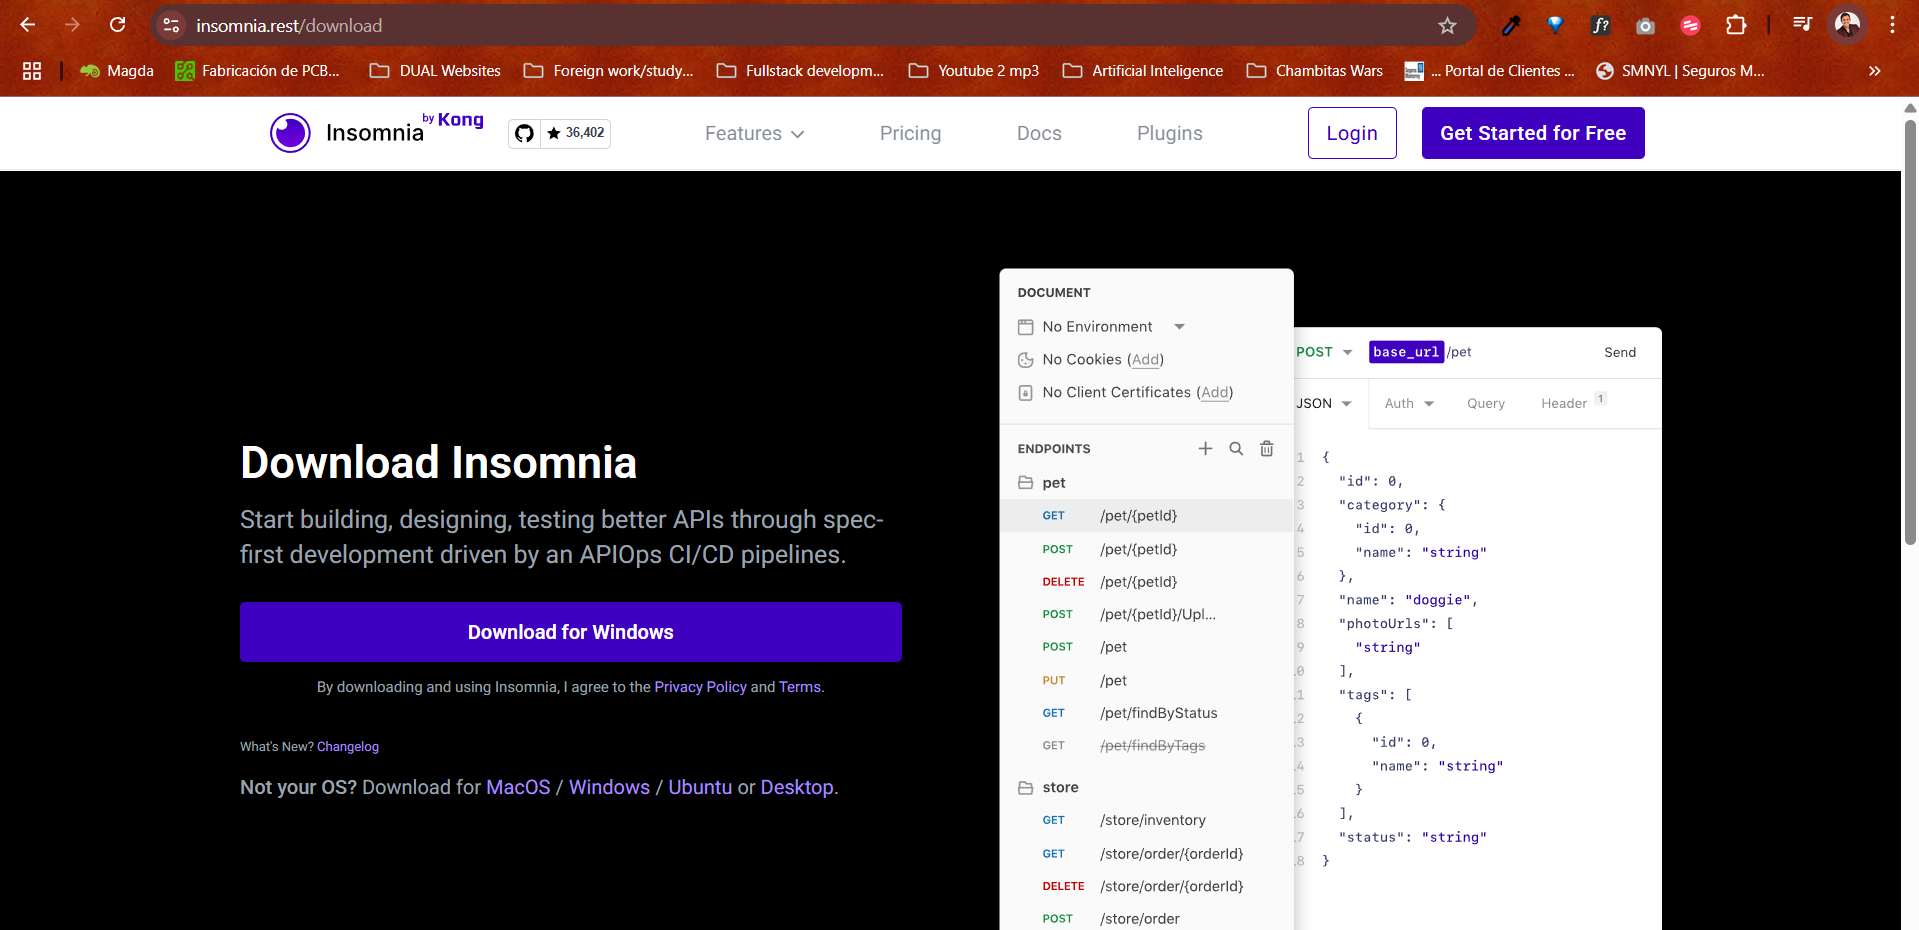 insomnia.rest/download
Magda
Fabricación de PCB...
DUAL Websites
Foreign work/study...
Fullstack developm...
Youtube 2 mp3
Artificial Inteligence
Chambitas Wars
... Portal de Clientes ...
SMNYL | Seguros M...
Insomnia by Kong
36,402
Features
Pricing
Docs
Plugins
Login
Get Started for Free
Download Insomnia
Start building, designing, testing better APIs through spec-
first development driven by an APIOps CI/CD pipelines.
Download for Windows
By downloading and using Insomnia, I agree to the Privacy Policy and Terms.
What's New? Changelog
Not your OS? Download for MacOS / Windows / Ubuntu or Desktop.
DOCUMENT
No Environment
No Cookies (Add)
No Client Certificates (Add)
ENDPOINTS
pet
GET /pet/{petId}
POST /pet/{petId}
DELETE /pet/{petId}
POST /pet/{petId}/Upl...
POST /pet
PUT /pet
GET /pet/findByStatus
GET /pet/findByTags
store
GET /store/inventory
GET /store/order/{orderId}
DELETE /store/order/{orderId}
POST /store/order
POST base_url /pet Send
JSON Auth Query Header 1
1 {
2 "id": 0,
3 "category": {
4 "id": 0,
5 "name": "string"
6 },
7 "name": "doggie",
8 "photoUrls": [
9 "string"
.0 ],
.1 "tags": [
.2 {
.3 "id": 0,
.4 "name": "string"
.5 }
.6 ],
.7 "status": "string"
.8 }